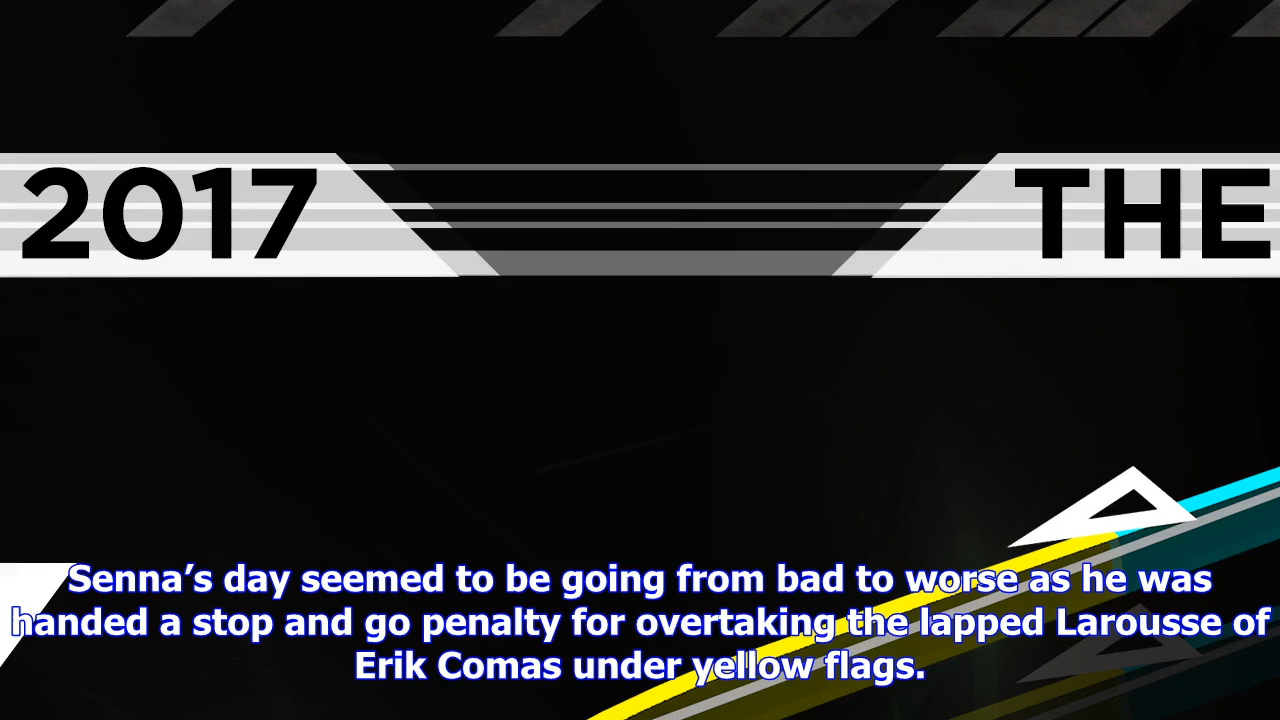 2017 THE
Senna’s day seemed to be going from bad to worse as he was
handed a stop and go penalty for overtaking the lapped Larousse of
Erik Comas under yellow flags.